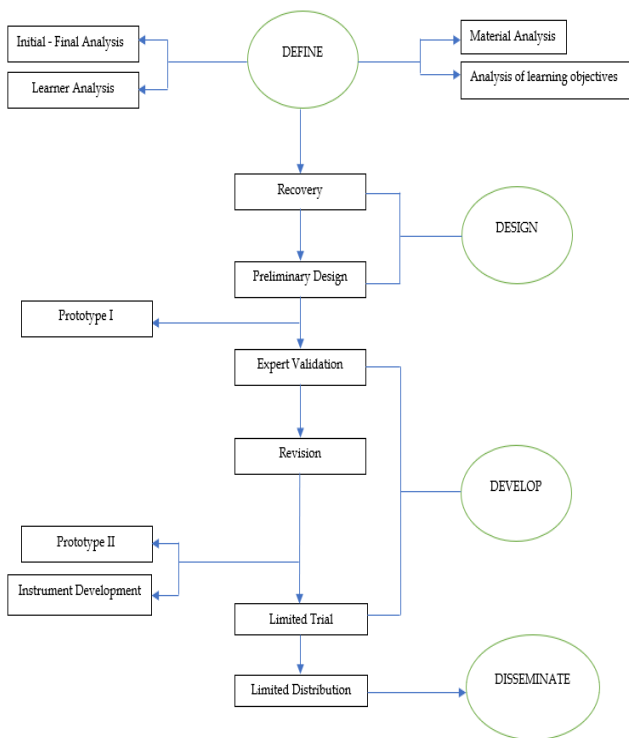 Initial - Final Analysis
Learner Analysis
DEFINE
Material Analysis
Analysis of learning objectives
Recovery
DESIGN
Preliminary Design
Prototype I
Expert Validation
Revision
DEVELOP
Prototype II
Instrument Development
Limited Trial
Limited Distribution
DISSEMINATE